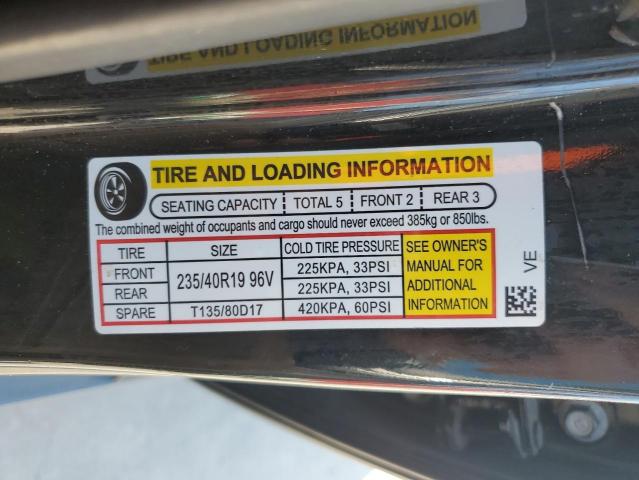 TIRE AND LOADING INFORMATION
SEATING CAPACITY TOTAL 5 FRONT 2 REAR 3
The combined weight of occupants and cargo should never exceed 385kg or 850lbs.
TIRE SIZE COLD TIRE PRESSURE SEE OWNER'S MANUAL FOR ADDITIONAL INFORMATION
FRONT 235/40R19 96V 225KPA, 33PSI
REAR 225KPA, 33PSI
SPARE T135/80D17 420KPA, 60PSI
VE
TIRE AND LOADING INFORMATION